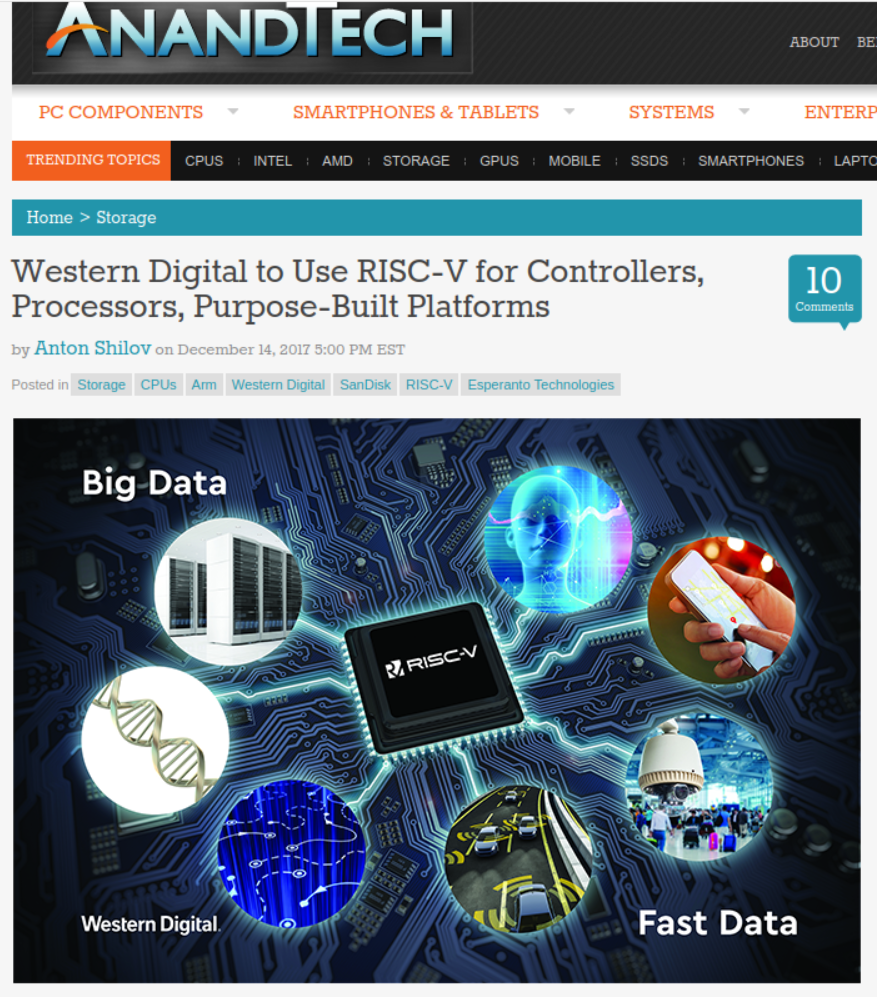 ANANDTECH
ABOUT BE
PC COMPONENTS SMARTPHONES & TABLETS SYSTEMS ENTERP
TRENDING TOPICS CPUS INTEL AMD STORAGE GPUS MOBILE SSDS SMARTPHONES LAPTO
Home > Storage
Western Digital to Use RISC-V for Controllers,
Processors, Purpose-Built Platforms
10
Comments
by Anton Shilov on December 14, 2017 5:00 PM EST
Posted in Storage CPUs Arm Western Digital SanDisk RISC-V Esperanto Technologies
Big Data
RISC-V
Western Digital.
Fast Data